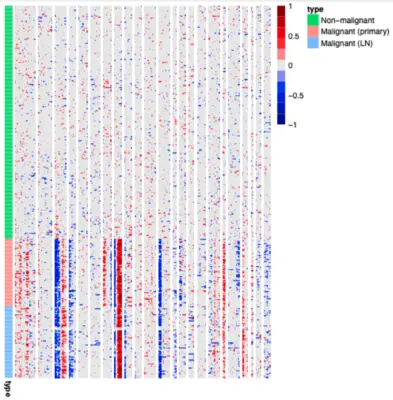 type
Non−malignant
Malignant (primary)
Malignant (LN)
1
0.5
0
−0.5
−1
type